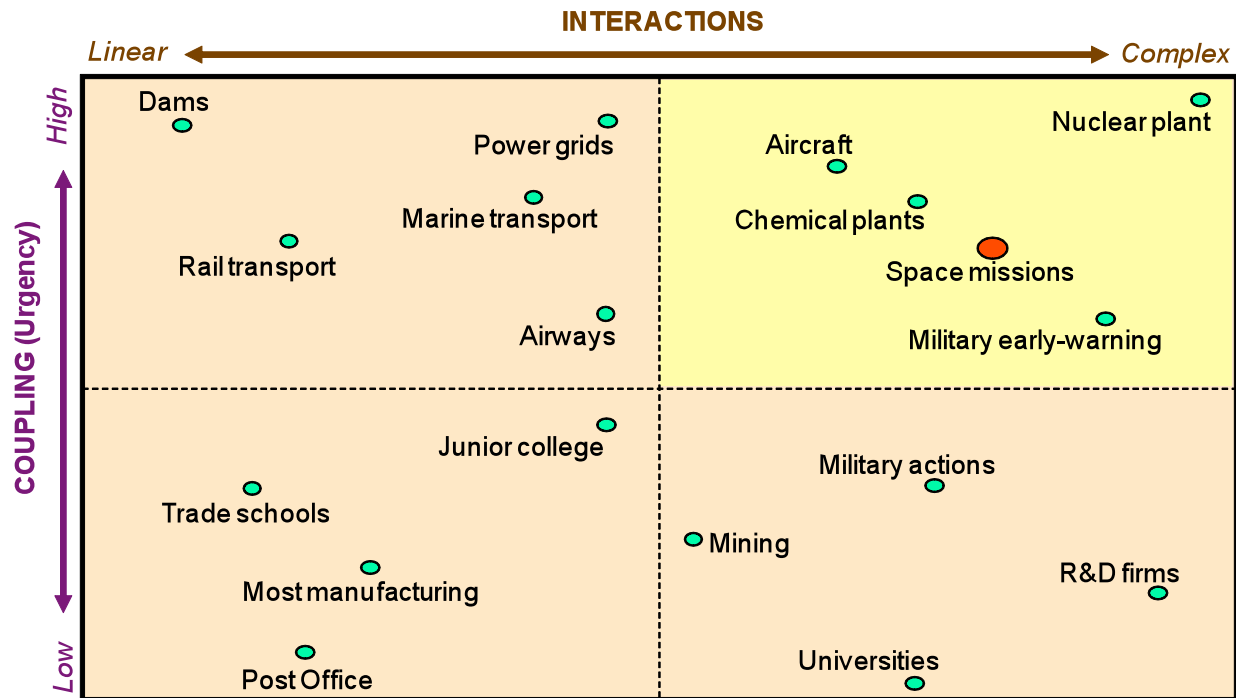 INTERACTIONS
Linear
Complex
High
Dams
Nuclear plant
Power grids
Aircraft
Marine transport
Chemical plants
Rail transport
Space missions
Airways
Military early-warning
COUPLING (Urgency)
Junior college
Military actions
Trade schools
Mining
Most manufacturing
R&D firms
Low
Post Office
Universities